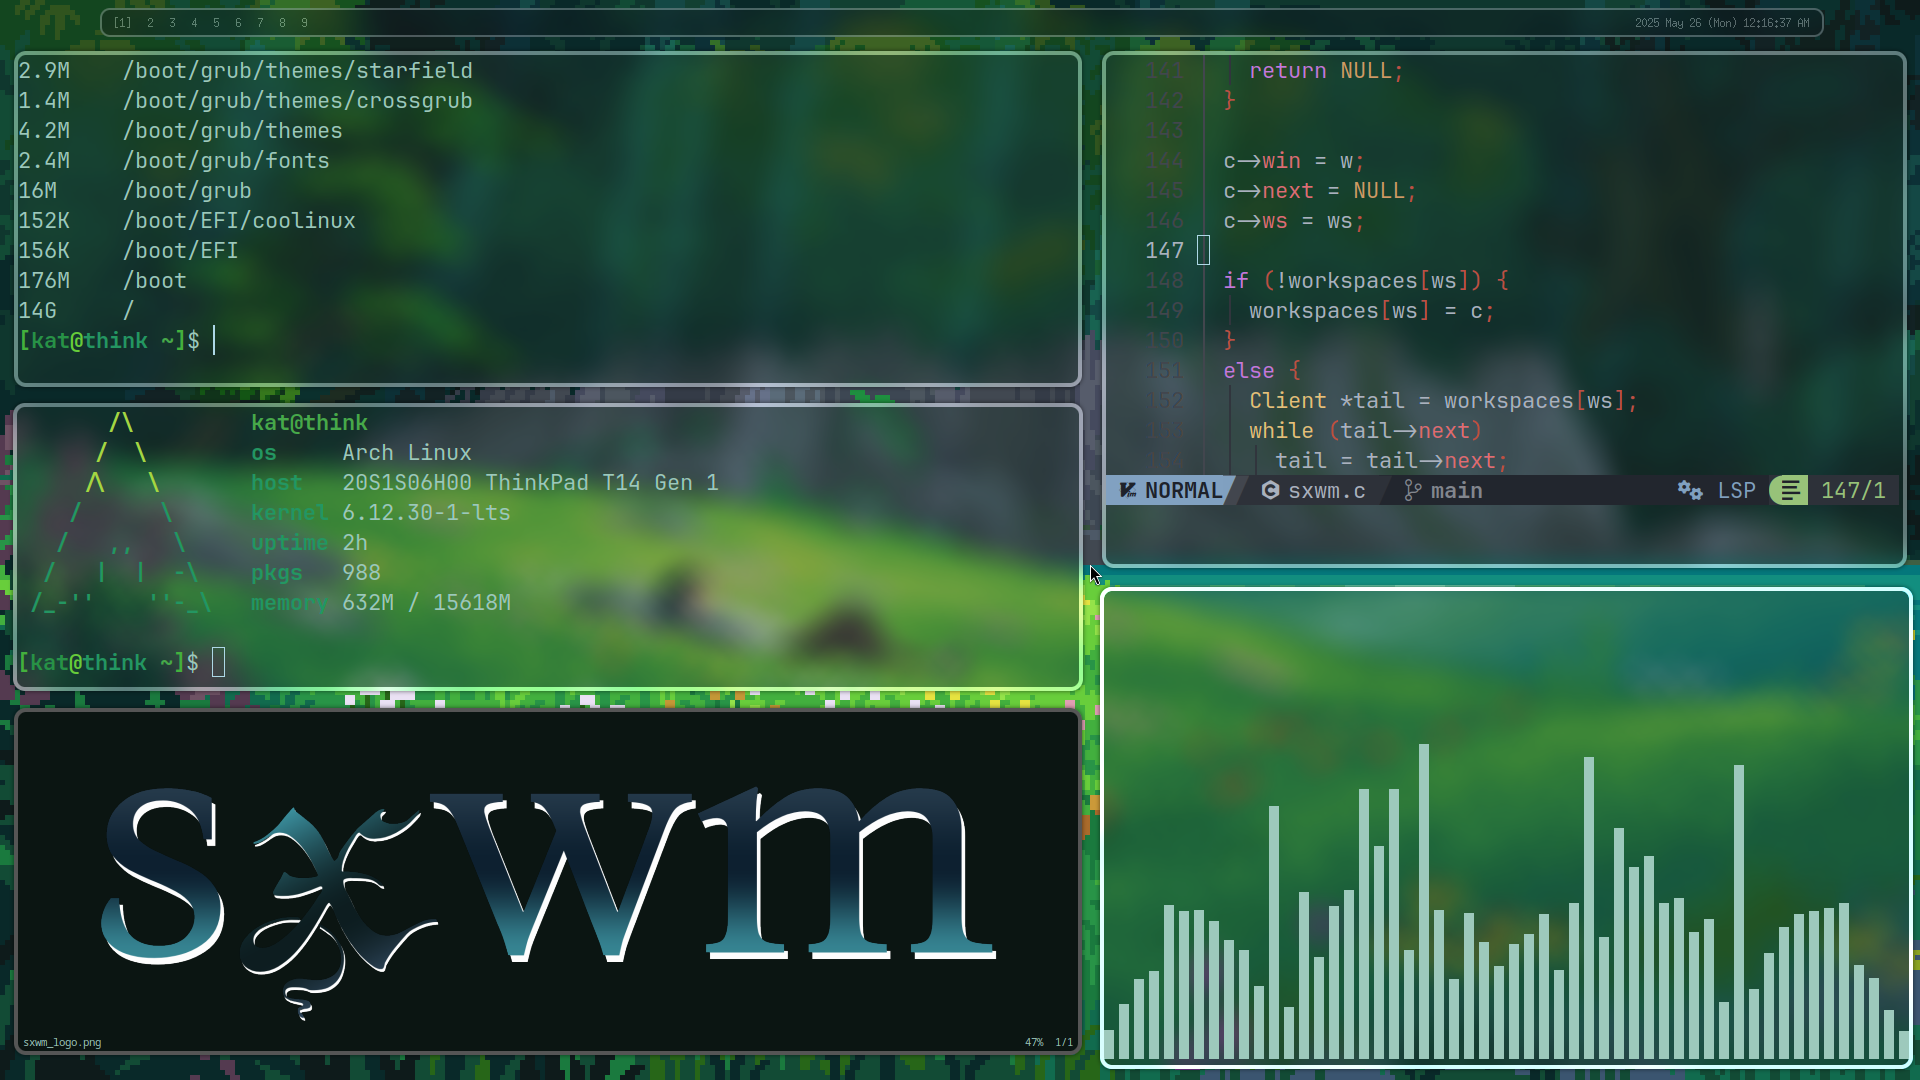 [1] 2 3 4 5 6 7 8 9
2025 May 26 (Mon) 12:16:37 AM
2.9M /boot/grub/themes/starfield
1.4M /boot/grub/themes/crossgrub
4.2M /boot/grub/themes
2.4M /boot/grub/fonts
16M /boot/grub
152K /boot/EFI/coolinux
156K /boot/EFI
176M /boot
14G /
[kat@think ~]$
/\ kat@think
/ \ os Arch Linux
/\ \ host 20S1S06H00 ThinkPad T14 Gen 1
/ \ kernel 6.12.30-1-lts
/ ,, \ uptime 2h
/ | | -\ pkgs 988
/_-'' ''-_\ memory 632M / 15618M
[kat@think ~]$
sxwm
sxwm_logo.png 47% 1/1
141 return NULL;
142 }
143
144 c->win = w;
145 c->next = NULL;
146 c->ws = ws;
147
148 if (!workspaces[ws]) {
149 workspaces[ws] = c;
150 }
151 else {
152 Client *tail = workspaces[ws];
while (tail->next)
tail = tail->next;
NORMAL sxwm.c main LSP 147/1